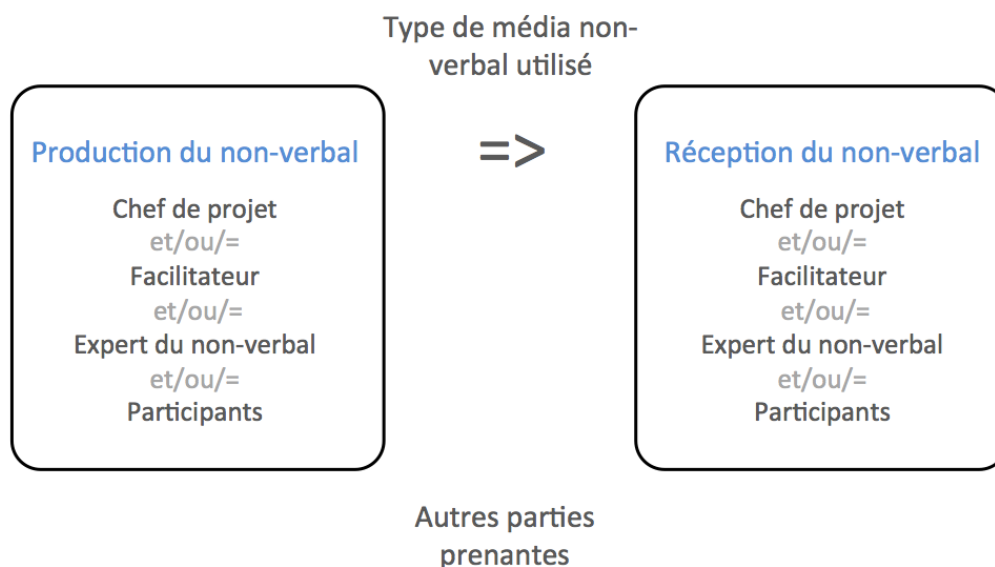 Type de média non-
verbal utilisé
Production du non-verbal
Chef de projet
et/ou/=
Facilitateur
et/ou/=
Expert du non-verbal
et/ou/=
Participants
=>
Réception du non-verbal
Chef de projet
et/ou/=
Facilitateur
et/ou/=
Expert du non-verbal
et/ou/=
Participants
Autres parties
prenantes